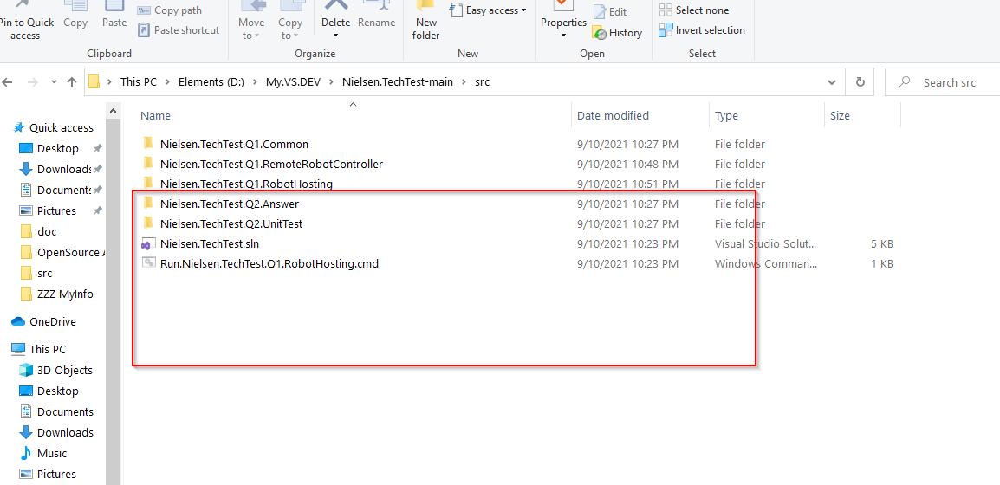 Pin to Quick access
Copy
Paste
Copy path
Paste shortcut
Move to
Copy to
Delete
Rename
New folder
Easy access
Properties
Edit
History
Select none
Invert selection
Clipboard
Organize
New
Open
Select
This PC > Elements (D:) > My.VS.DEV > Nielsen.TechTest-main > src
Search src
Name Date modified Type Size
Quick access
Desktop
Downloads
Documents
Pictures
doc
OpenSource.A
src
ZZZ MyInfo
OneDrive
This PC
3D Objects
Desktop
Documents
Downloads
Music
Pictures
Nielsen.TechTest.Q1.Common 9/10/2021 10:27 PM File folder
Nielsen.TechTest.Q1.RemoteRobotController 9/10/2021 10:48 PM File folder
Nielsen.TechTest.Q1.RobotHosting 9/10/2021 10:51 PM File folder
Nielsen.TechTest.Q2.Answer 9/10/2021 10:27 PM File folder
Nielsen.TechTest.Q2.UnitTest 9/10/2021 10:27 PM File folder
Nielsen.TechTest.sln 9/10/2021 10:23 PM Visual Studio Solut... 5 KB
Run.Nielsen.TechTest.Q1.RobotHosting.cmd 9/10/2021 10:23 PM Windows Comman... 1 KB